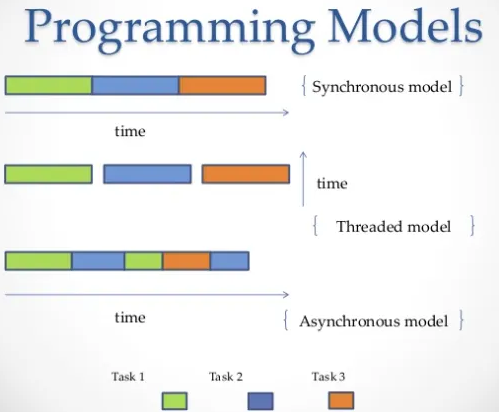 Programming Models
{ Synchronous model }
time
time
{ Threaded model }
time
{ Asynchronous model }
Task 1 Task 2 Task 3